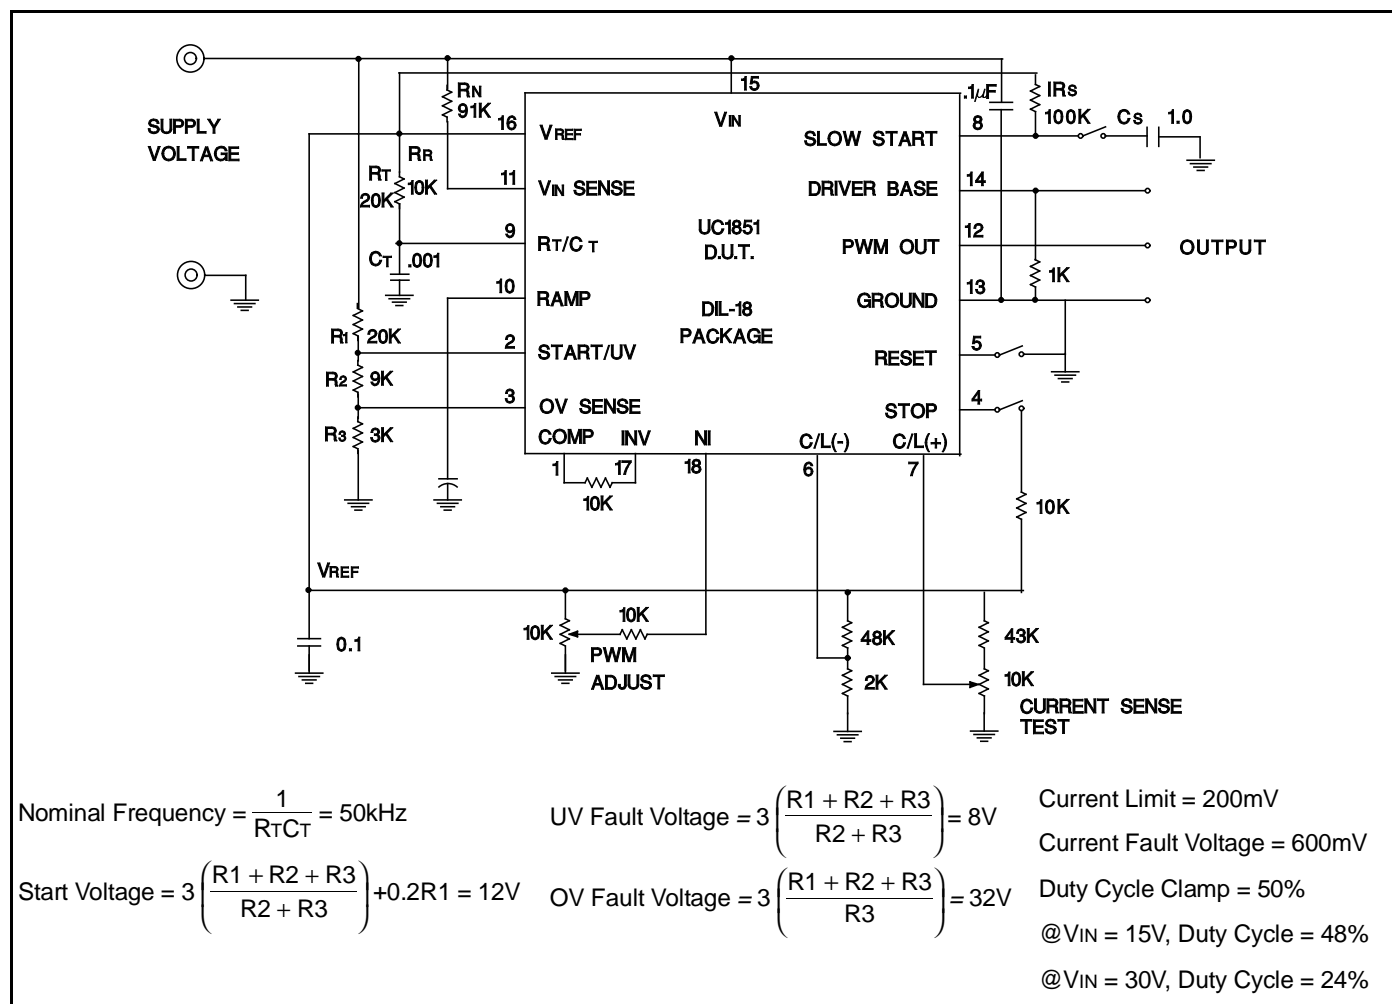 SUPPLY
VOLTAGE
RN
91K
16
VREF
RR
10K
RT
20K
11
VIN SENSE
9
RT/CT
CT
.001
10
RAMP
R1
20K
2
START/UV
R2
9K
3
OV SENSE
R3
3K
15
VIN
UC1851
D.U.T.
DIL-18
PACKAGE
.1µF
IRS
100K
CS
1.0
8
SLOW START
14
DRIVER BASE
12
PWM OUT
OUTPUT
1K
13
GROUND
5
RESET
4
STOP
COMP
INV
NI
C/L(-)
C/L(+)
1
17
18
6
7
10K
10K
VREF
0.1
10K
10K
PWM
ADJUST
48K
2K
43K
10K
CURRENT SENSE
TEST
Nominal Frequency = 1 / RTCT = 50kHz
Start Voltage = 3 (R1 + R2 + R3 / R2 + R3) +0.2R1 = 12V
UV Fault Voltage = 3 (R1 + R2 + R3 / R2 + R3) = 8V
OV Fault Voltage = 3 (R1 + R2 + R3 / R3) = 32V
Current Limit = 200mV
Current Fault Voltage = 600mV
Duty Cycle Clamp = 50%
@VIN = 15V, Duty Cycle = 48%
@VIN = 30V, Duty Cycle = 24%